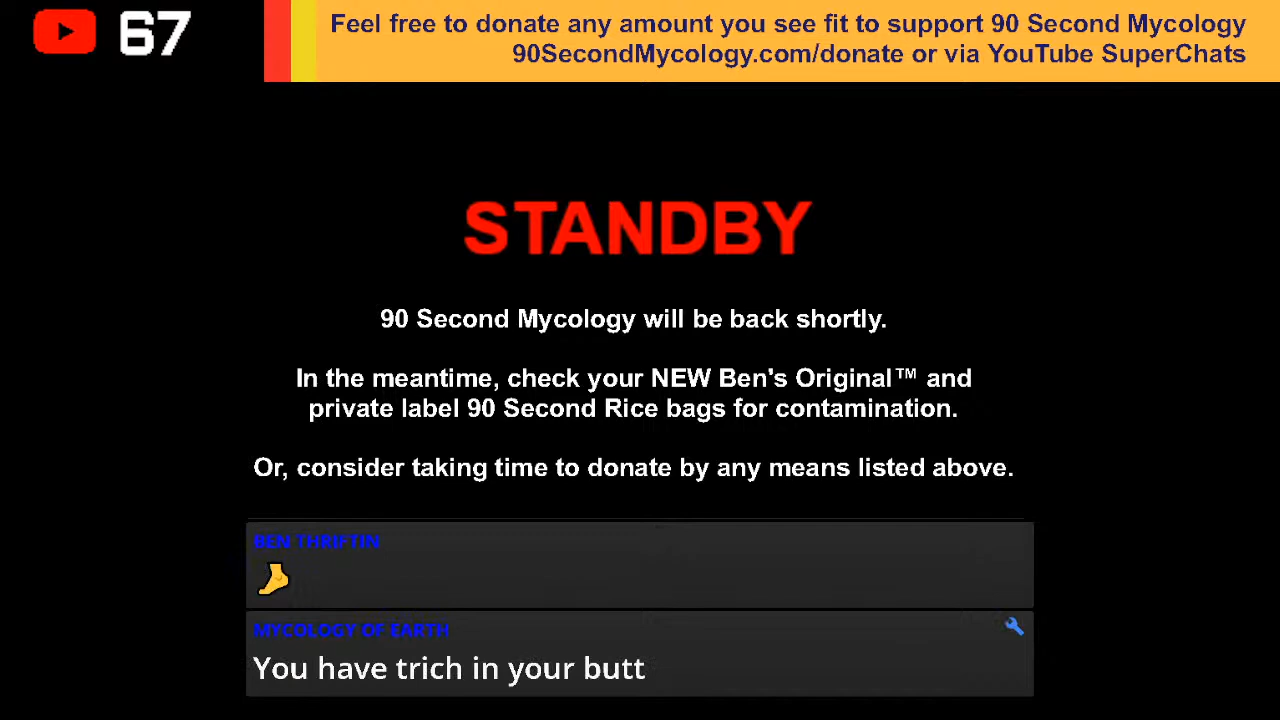 67
Feel free to donate any amount you see fit to support 90 Second Mycology
90SecondMycology.com/donate or via YouTube SuperChats
STANDBY
90 Second Mycology will be back shortly.
In the meantime, check your NEW Ben's Original™ and
private label 90 Second Rice bags for contamination.
Or, consider taking time to donate by any means listed above.
BEN THRIFTIN
🦶
MYCOLOGY OF EARTH
You have trich in your butt